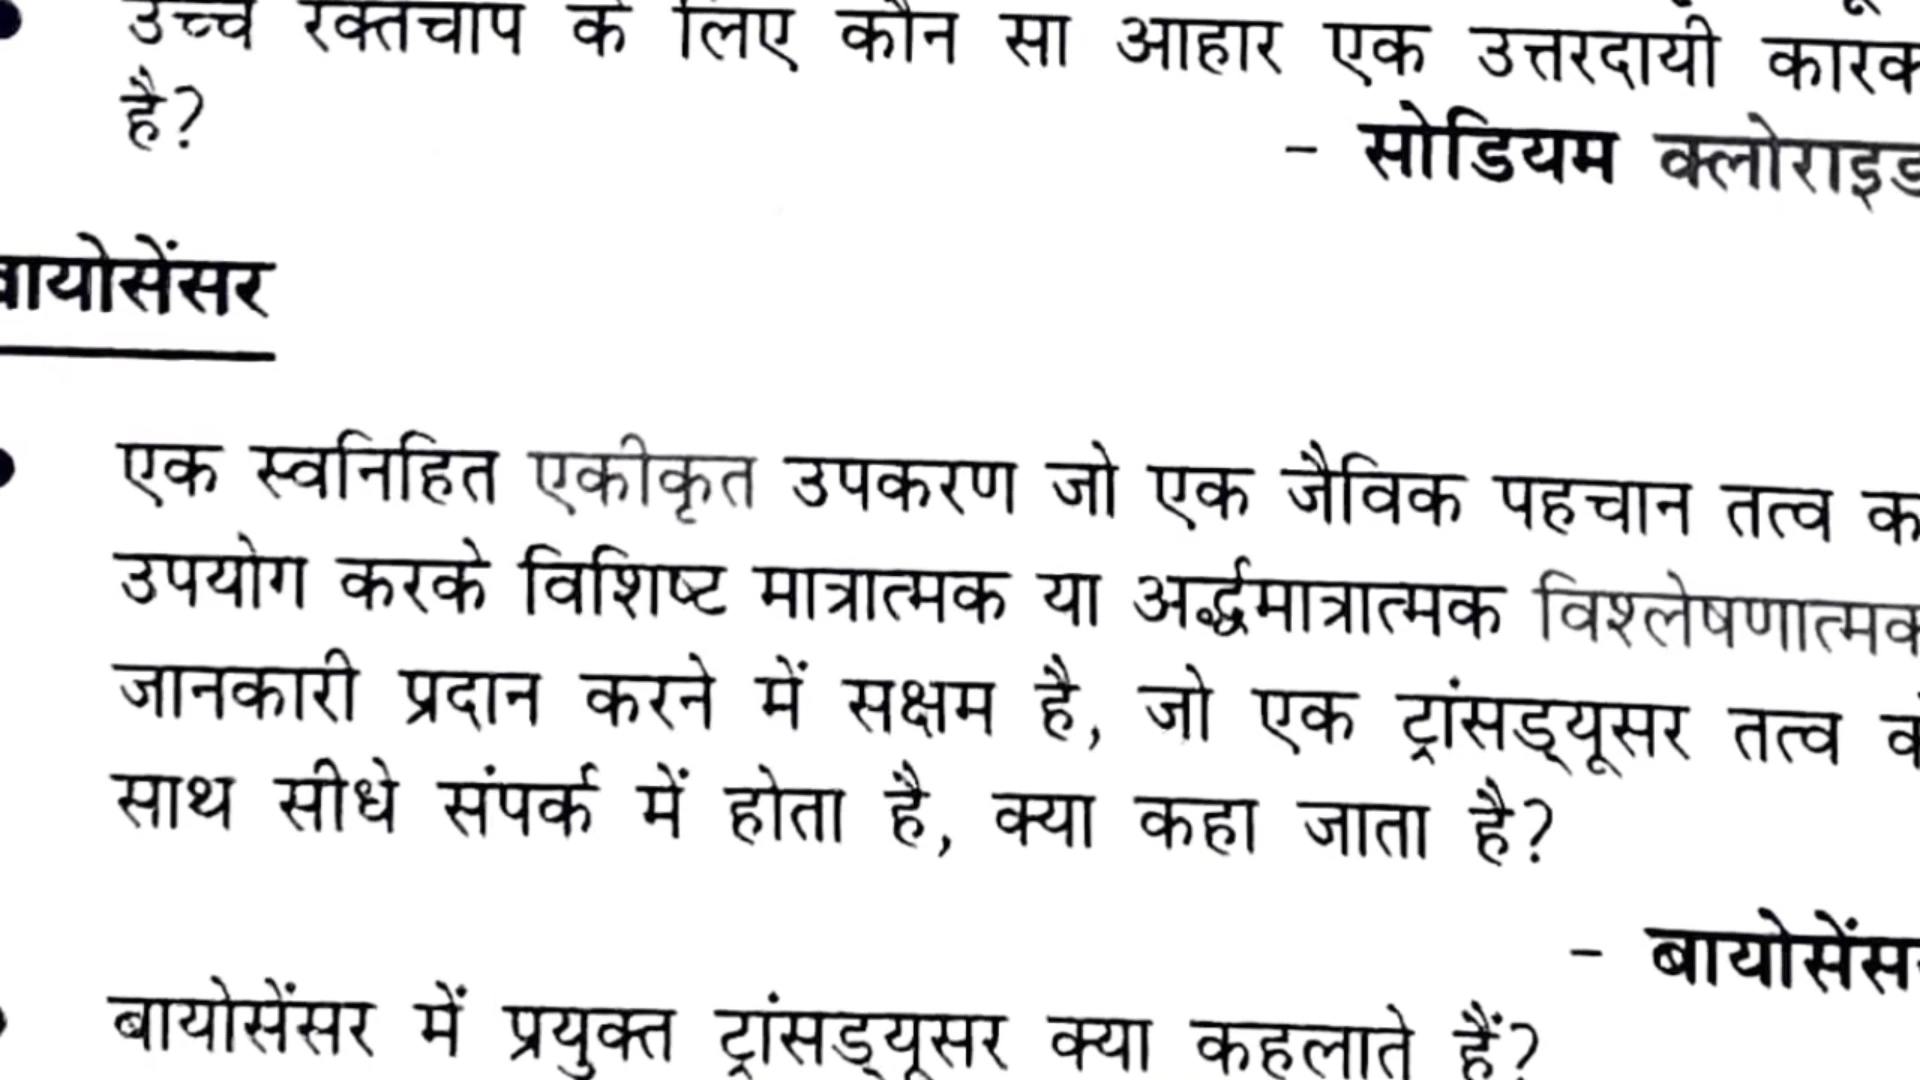 उच्च रक्तचाप के लिए कौन सा आहार एक उत्तरदायी कारक
है?
- सोडियम क्लोराइड
बायोसेंसर
एक स्वनिहित एकीकृत उपकरण जो एक जैविक पहचान तत्व का
उपयोग करके विशिष्ट मात्रात्मक या अर्द्धमात्रात्मक विश्लेषणात्मक
जानकारी प्रदान करने में सक्षम है, जो एक ट्रांसड्यूसर तत्व के
साथ सीधे संपर्क में होता है, क्या कहा जाता है?
- बायोसेंसर
बायोसेंसर में प्रयुक्त ट्रांसड्यूसर क्या कहलाते हैं?